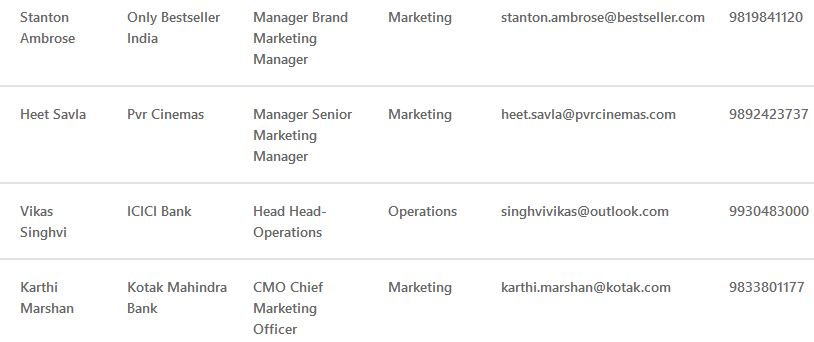 Stanton Only Bestseller Manager Brand Marketing stanton.ambrose@bestseller.com 9819841120
Ambrose India Marketing
Manager
Heet Savla Pvr Cinemas Manager Senior Marketing heet.savla@pvrcinemas.com 9892423737
Marketing
Manager
Vikas ICICI Bank Head Head- Operations singhvivikas@outlook.com 9930483000
Singhvi Operations
Karthi Kotak Mahindra CMO Chief Marketing karthi.marshan@kotak.com 9833801177
Marshan Bank Marketing
Officer